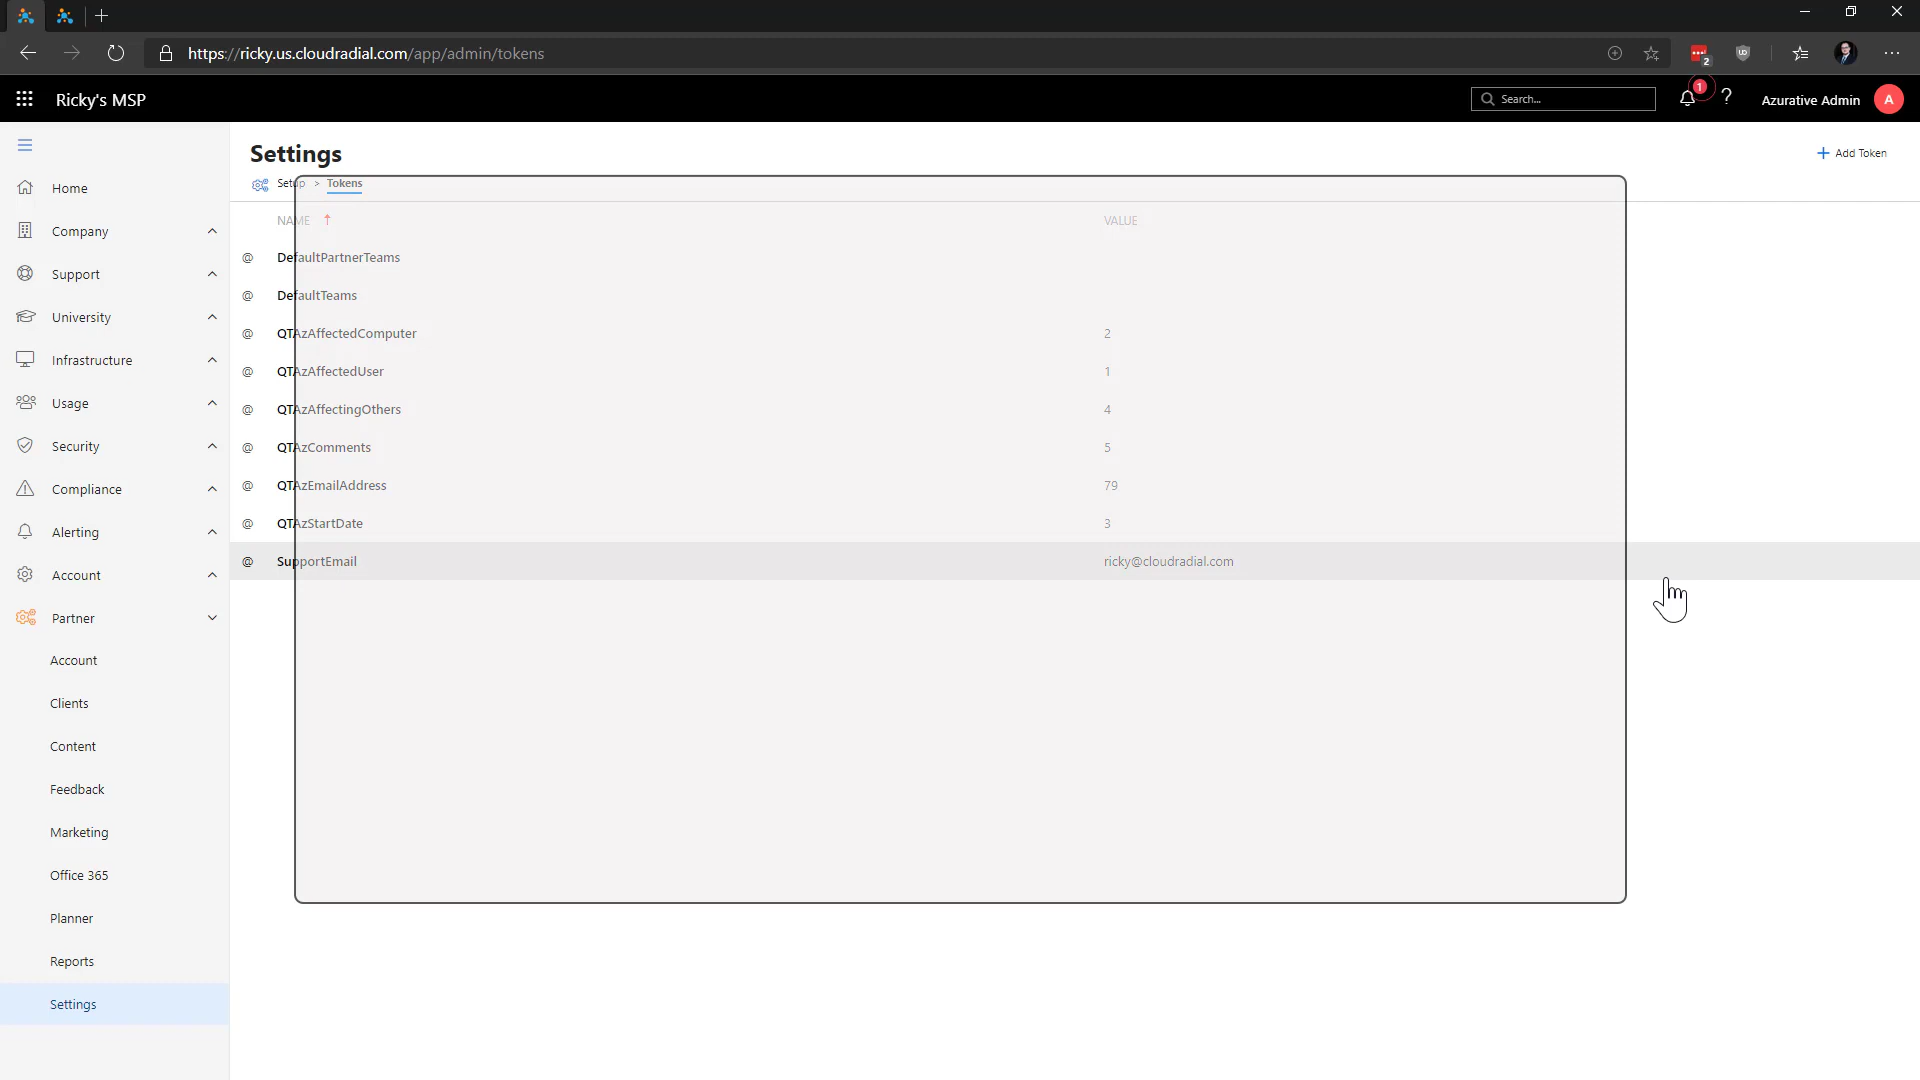 https://ricky.us.cloudradial.com/app/admin/tokens
2
UD
Ricky's MSP
Search...
1
?
Azurative Admin
A
Settings
Add Token
Setup > Tokens
NAME
VALUE
@ DefaultPartnerTeams
@ DefaultTeams
@ QTAzAffectedComputer 2
@ QTAzAffectedUser 1
@ QTAzAffectingOthers 4
@ QTAzComments 5
@ QTAzEmailAddress 79
@ QTAzStartDate 3
@ SupportEmail ricky@cloudradial.com
Home
Company
Support
University
Infrastructure
Usage
Security
Compliance
Alerting
Account
Partner
Account
Clients
Content
Feedback
Marketing
Office 365
Planner
Reports
Settings